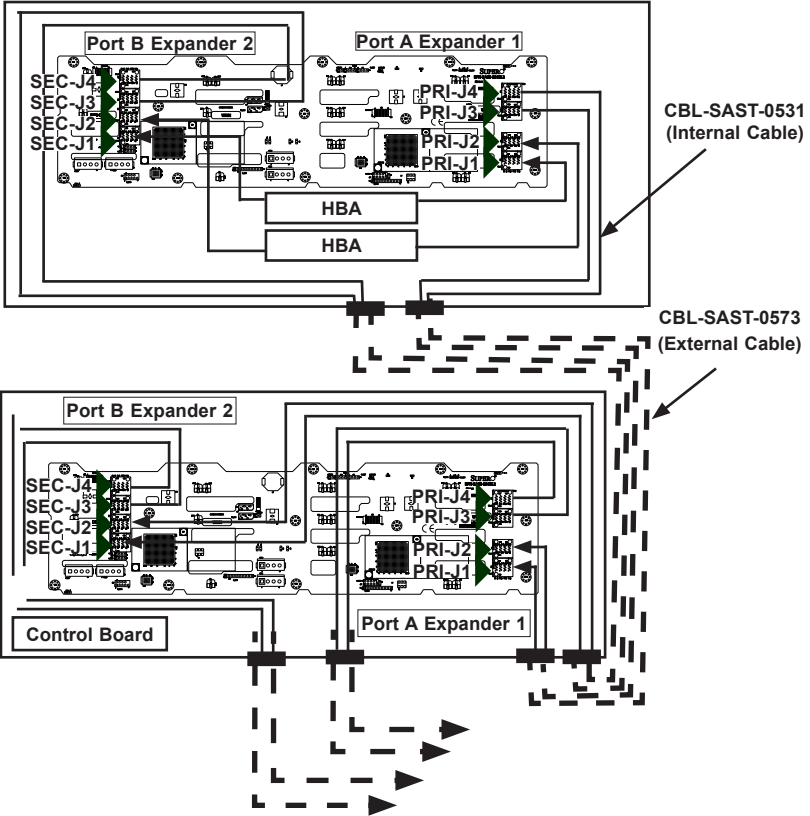 Port B Expander 2
Port A Expander 1
SEC-J4
SEC-J3
SEC-J2
SEC-J1
SUPER
PRI-J4
PRI-J3
PRI-J2
PRI-J1
HBA
HBA
CBL-SAST-0531
(Internal Cable)
CBL-SAST-0573
(External Cable)
Port B Expander 2
SEC-J4
SEC-J3
SEC-J2
SEC-J1
SUPER
PRI-J4
PRI-J3
PRI-J2
PRI-J1
Control Board
Port A Expander 1